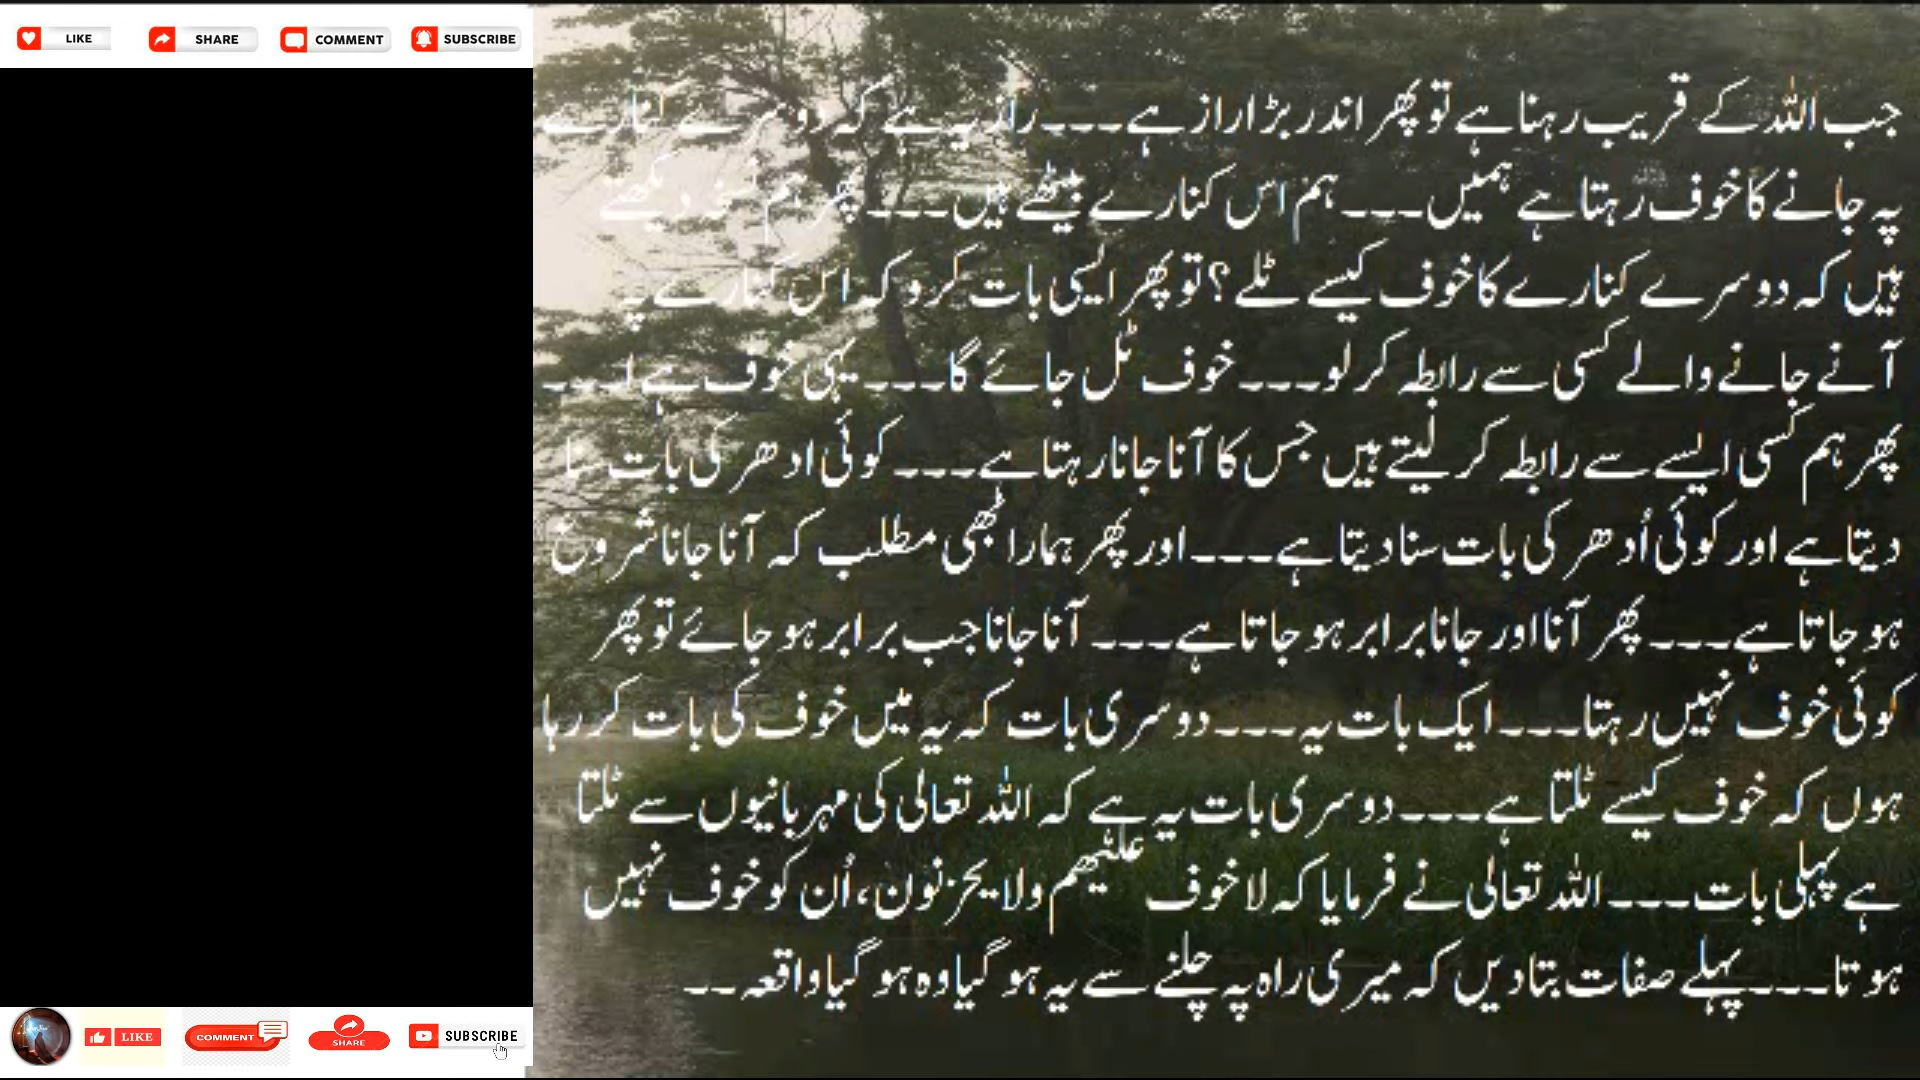 LIKE SHARE COMMENT SUBSCRIBE
جب اللہ کے قریب رہنا ہے تو پھر اندر بڑا راز ہے۔۔۔۔راز یہ ہے کہ دوسرے کنارے
پہ جانے کا خوف رہتا ہے ہمیں۔۔۔ ہم اس کنارے بیٹھے ہیں۔۔۔ پھر ہم نسخہ دیکھتے
ہیں کہ دوسرے کنارے کا خوف کیسے ٹلے؟ تو پھر ایسی بات کرو کہ اس کنارے پہ
آنے جانے والے کسی سے رابطہ کر لو۔۔۔ خوف ٹل جائے گا۔۔۔ یہی خوف ہے ا۔۔۔
پھر ہم کسی ایسے سے رابطہ کر لیتے ہیں جس کا آنا جانا رہتا ہے۔۔۔ کوئی ادھر کی بات سنا
دیتا ہے اور کوئی اُدھر کی بات سنا دیتا ہے۔۔۔ اور پھر ہمارا بھی مطلب کہ آنا جانا شروع
ہو جاتا ہے۔۔۔ پھر آنا اور جانا برابر ہو جاتا ہے۔۔۔ آنا جانا جب برابر ہو جائے تو پھر
کوئی خوف نہیں رہتا۔۔۔ ایک بات یہ۔۔۔ دوسری بات کہ یہ میں خوف کی بات کر رہا
ہوں کہ خوف کیسے ٹلتا ہے۔۔۔ دوسری بات یہ ہے کہ اللہ تعالی کی مہربانیوں سے ٹلتا
ہے پہلی بات۔۔۔ اللہ تعالی نے فرمایا کہ لا خوف علیھم ولا یحزنون، اُن کو خوف نہیں
ہوتا۔۔۔ پہلے صفات بتا دیں کہ میری راہ پہ چلنے سے یہ ہو گیا وہ ہو گیا واقعہ۔۔
LIKE COMMENT SHARE SUBSCRIBE